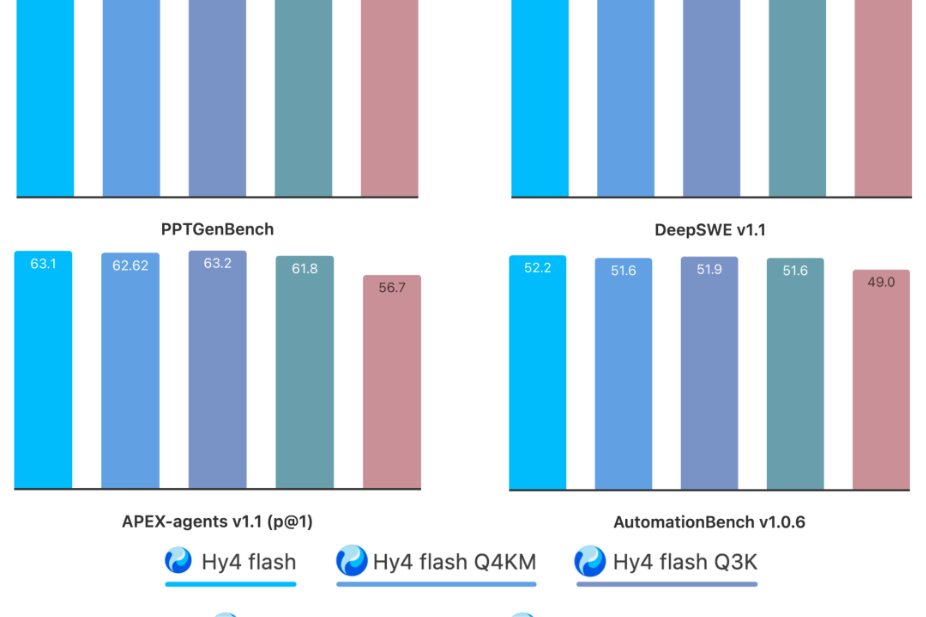 PPTGenBench
DeepSWE v1.1
63.1
62.62
63.2
61.8
56.7
52.2
51.6
51.9
51.6
49.0
APEX-agents v1.1 (p@1)
AutomationBench v1.0.6
Hy4 flash
Hy4 flash Q4KM
Hy4 flash Q3K